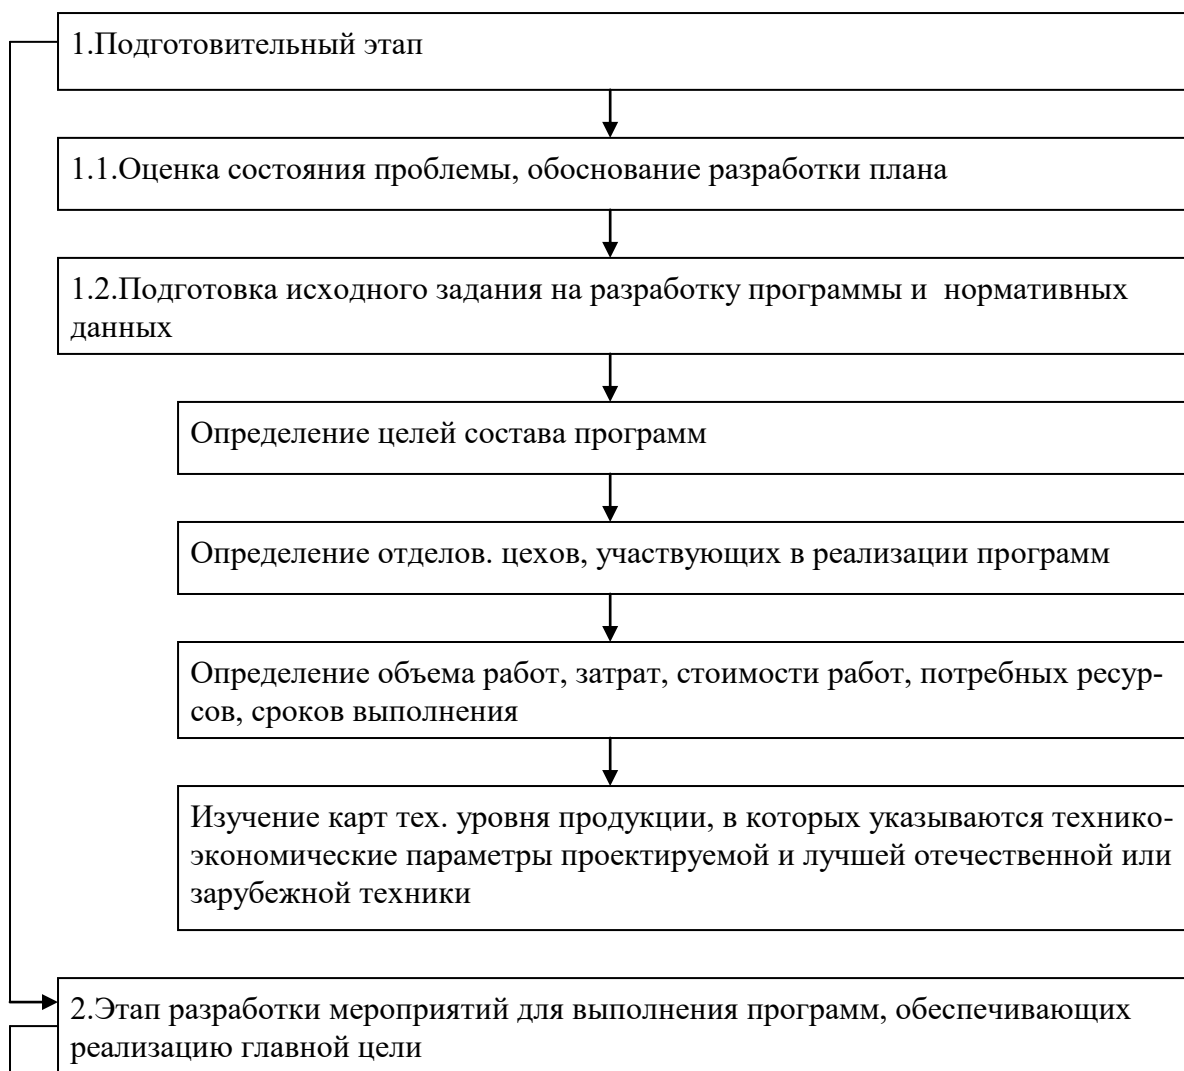 1.Подготовительный этап
1.1.Оценка состояния проблемы, обоснование разработки плана
1.2.Подготовка исходного задания на разработку программы и  нормативных
данных
Определение целей состава программ
Определение отделов. цехов, участвующих в реализации программ
Определение объема работ, затрат, стоимости работ, потребных ресур-
сов, сроков выполнения
Изучение карт тех. уровня продукции, в которых указываются технико-
экономические параметры проектируемой и лучшей отечественной или
зарубежной техники
2.Этап разработки мероприятий для выполнения программ, обеспечивающих
реализацию главной цели